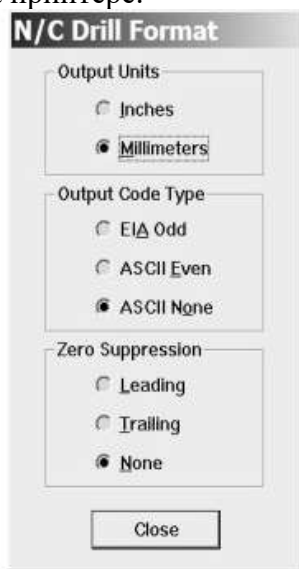 принтере.
N/C Drill Format
Output Units
Inches
Millimeters
Output Code Type
EIA Odd
ASCII Even
ASCII None
Zero Suppression
Leading
Trailing
None
Close